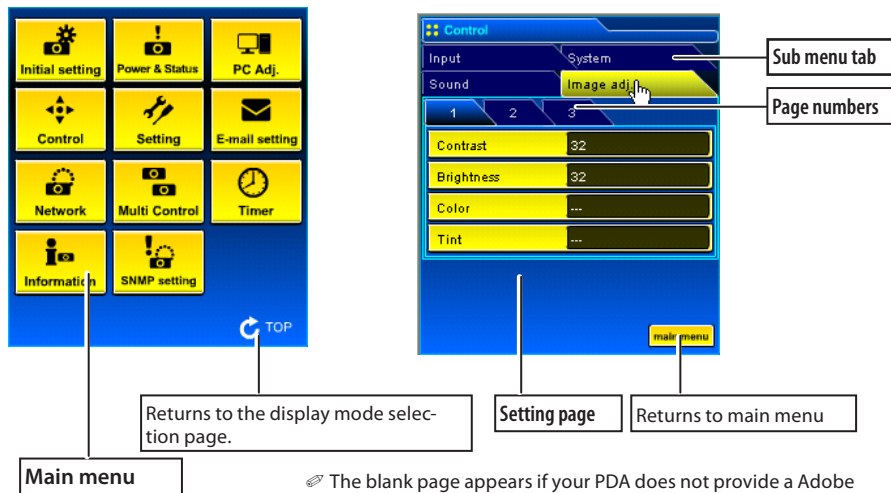 Initial setting
Power & Status
PC Adj.
Control
Setting
E-mail setting
Network
Multi Control
Timer
Information
SNMP setting
TOP
Returns to the display mode selec-
tion page.
Main menu
Control
Input
System
Sound
Image adj.
1
2
3
Contrast
32
Brightness
32
Color
---
Tint
---
main menu
Sub menu tab
Page numbers
Setting page
Returns to main menu
✐ The blank page appears if your PDA does not provide a Adobe